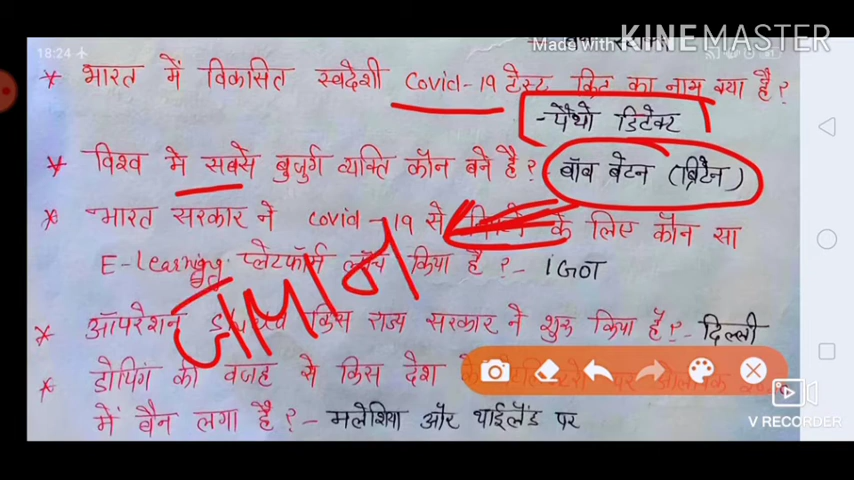 18:24
Made with KINEMASTER
* भारत में विकसित स्वदेशी Covid-19 टेस्ट किट का नाम क्या है?
- पैथो डिटेक्ट
* विश्व में सबसे बुजुर्ग व्यक्ति कौन बने है? - बॉब वेटन (ब्रिटेन)
* भारत सरकार ने covid-19 से के लिए कौन सा
E-Learning प्लेटफॉर्म लॉंच किया है? - iGOT
जापान
* ऑपरेशन किस राज्य सरकार ने शुरू किया है? - दिल्ली
* डोपिंग की वजह से किस देश के पर
में बैन लगा है? - मलेशिया और थाईलैंड पर
V RECORDER